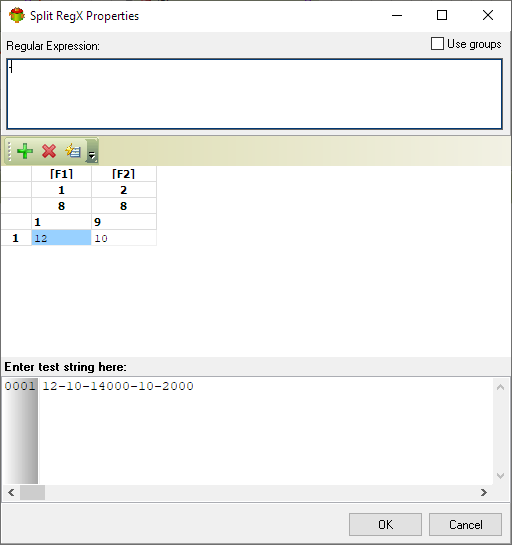 Split RegX Properties
Regular Expression:
Use groups
-
[F1] [F2]
1 2
8 8
1 9
1 12 10
Enter test string here:
0001 12-10-14000-10-2000
OK Cancel